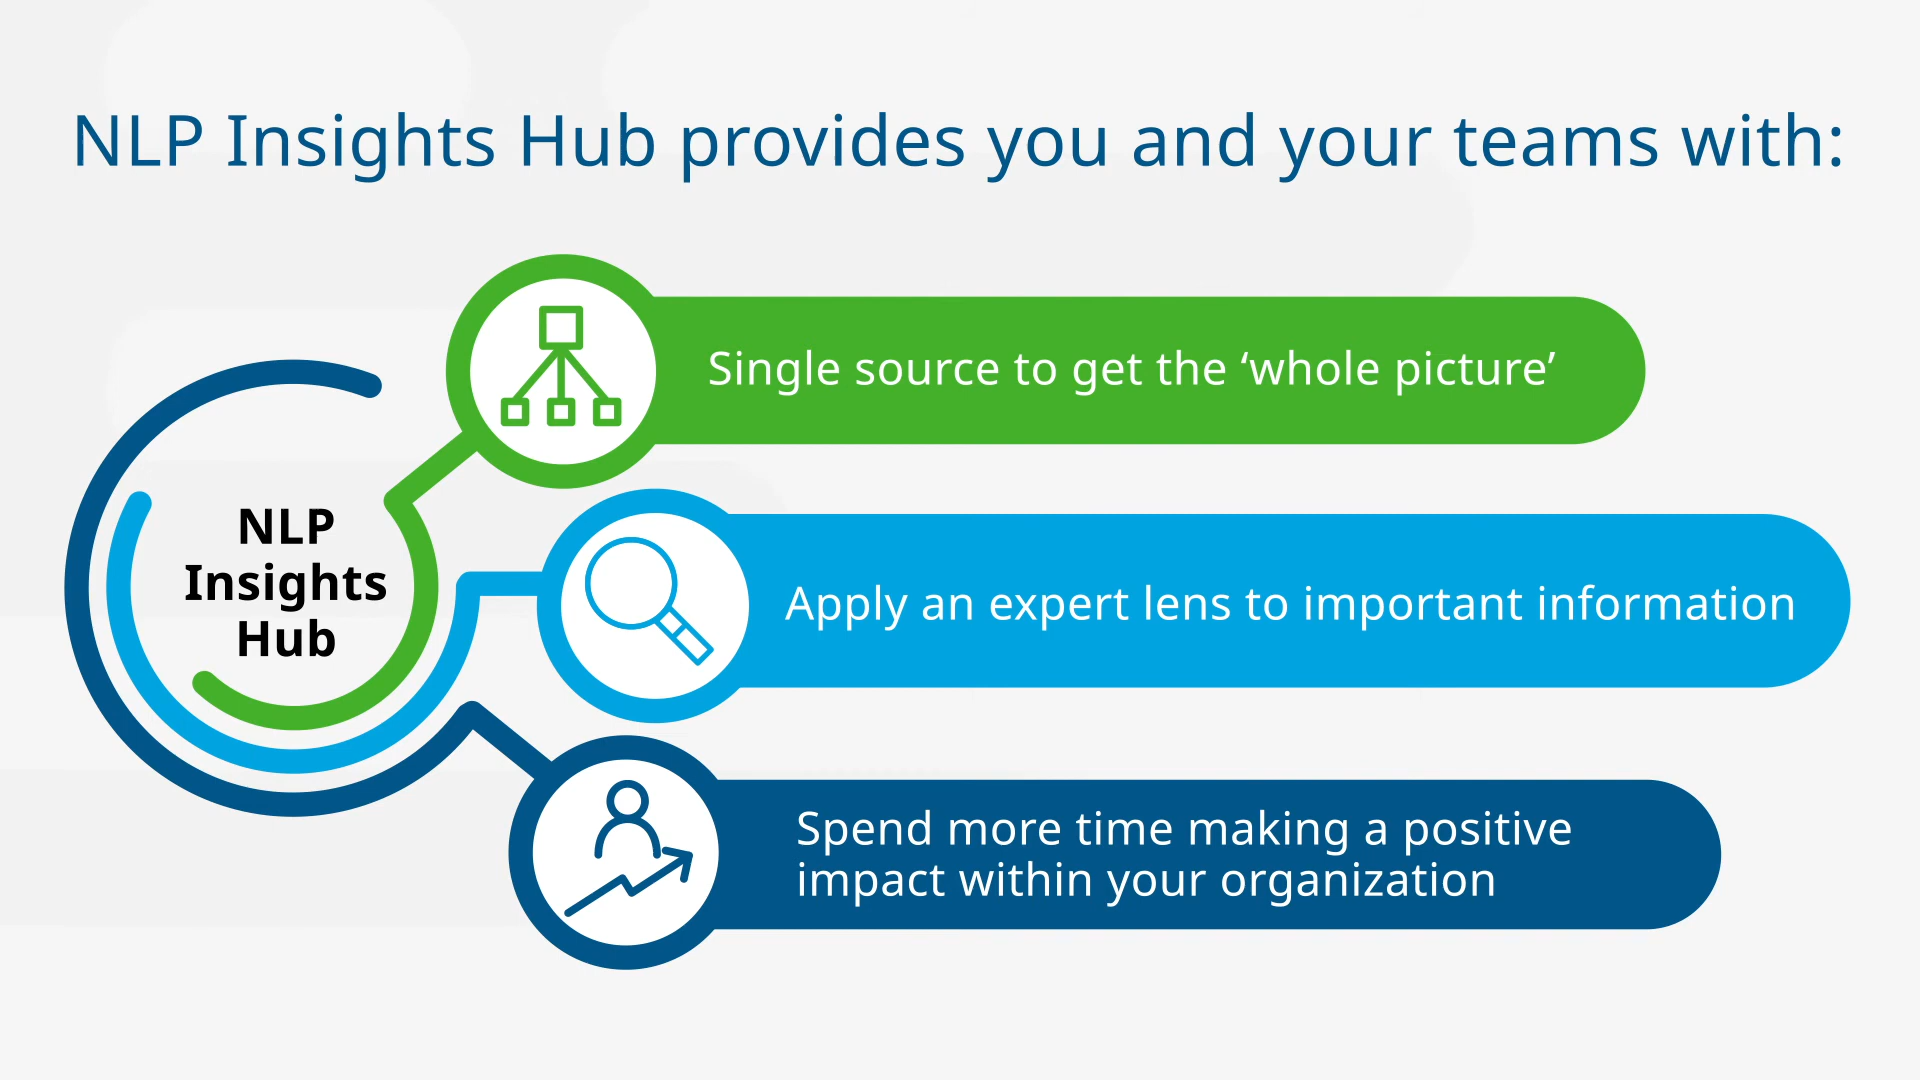 NLP Insights Hub provides you and your teams with:
Single source to get the ‘whole picture’
NLP
Insights
Hub
Apply an expert lens to important information
Spend more time making a positive
impact within your organization